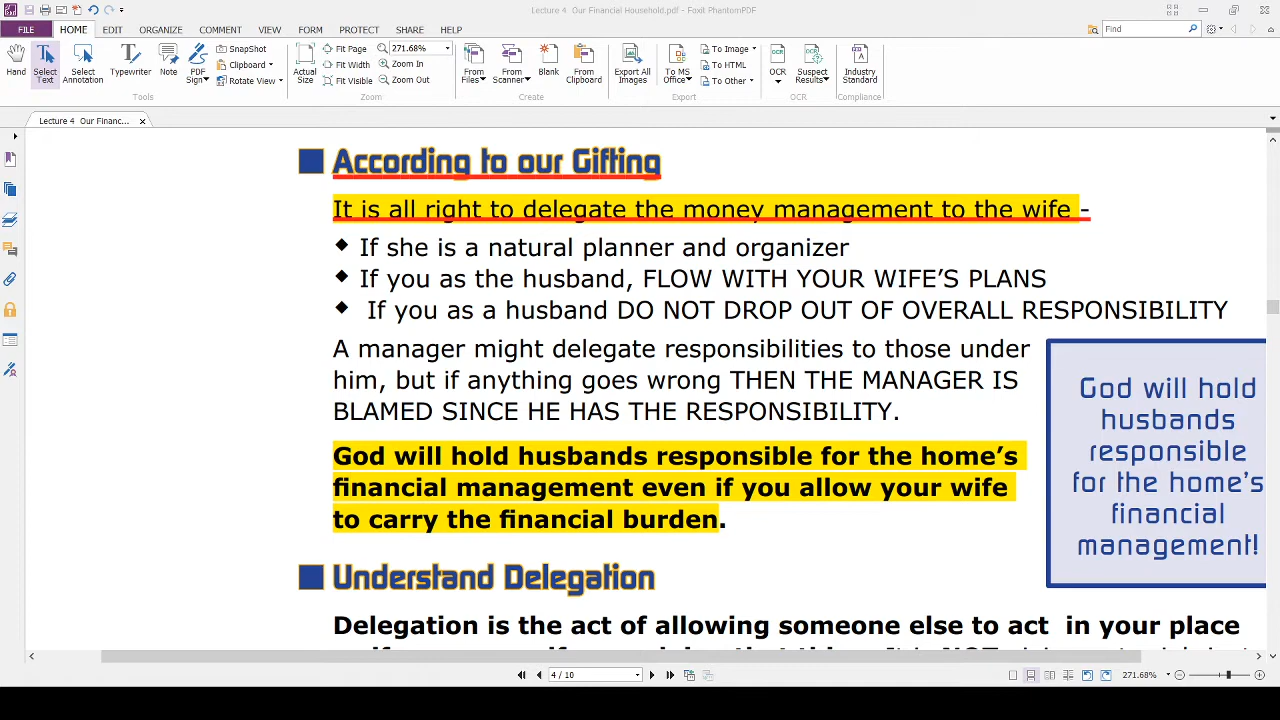 Lecture 4 Our Financial Household.pdf - Foxit PhantomPDF
FILE HOME EDIT ORGANIZE COMMENT VIEW FORM PROTECT SHARE HELP
Find
Hand
Select Text
Select Annotation
Typewriter
Note
PDF Sign
SnapShot
Clipboard
Rotate View
Tools
Actual Size
Fit Page
Fit Width
Fit Visible
271.68%
Zoom In
Zoom Out
Zoom
From Files
From Scanner
Blank
From Clipboard
Create
Export All Images
To MS Office
To Image
To HTML
To Other
Export
OCR
Suspect Results
OCR
Industry Standard
Compliance
Lecture 4 Our Financ...
According to our Gifting
It is all right to delegate the money management to the wife -
◆ If she is a natural planner and organizer
◆ If you as the husband, FLOW WITH YOUR WIFE'S PLANS
◆ If you as a husband DO NOT DROP OUT OF OVERALL RESPONSIBILITY
A manager might delegate responsibilities to those under
him, but if anything goes wrong THEN THE MANAGER IS
BLAMED SINCE HE HAS THE RESPONSIBILITY.
God will hold husbands responsible for the home's
financial management even if you allow your wife
to carry the financial burden.
God will hold
husbands
responsible
for the home's
financial
management!
Understand Delegation
Delegation is the act of allowing someone else to act in your place
4 / 10
271.68%